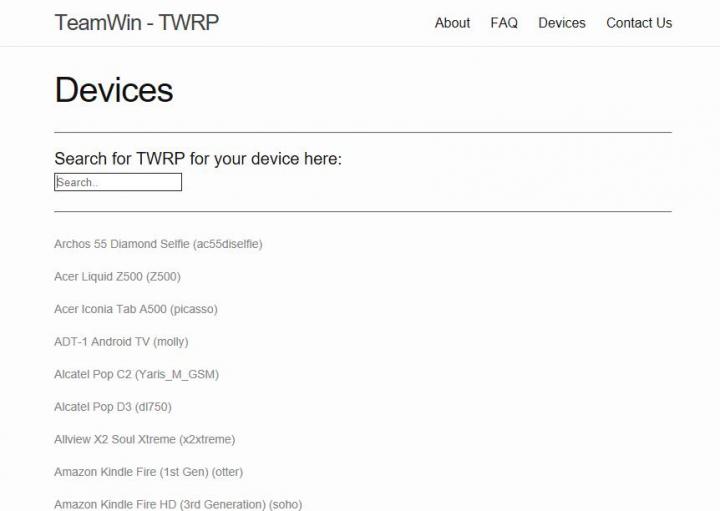 TeamWin - TWRP
About FAQ Devices Contact Us
Devices
Search for TWRP for your device here:
Search..
Archos 55 Diamond Selfie (ac55diselfie)
Acer Liquid Z500 (Z500)
Acer Iconia Tab A500 (picasso)
ADT-1 Android TV (molly)
Alcatel Pop C2 (Yaris_M_GSM)
Alcatel Pop D3 (dl750)
Allview X2 Soul Xtreme (x2xtreme)
Amazon Kindle Fire (1st Gen) (otter)
Amazon Kindle Fire HD (3rd Generation) (soho)